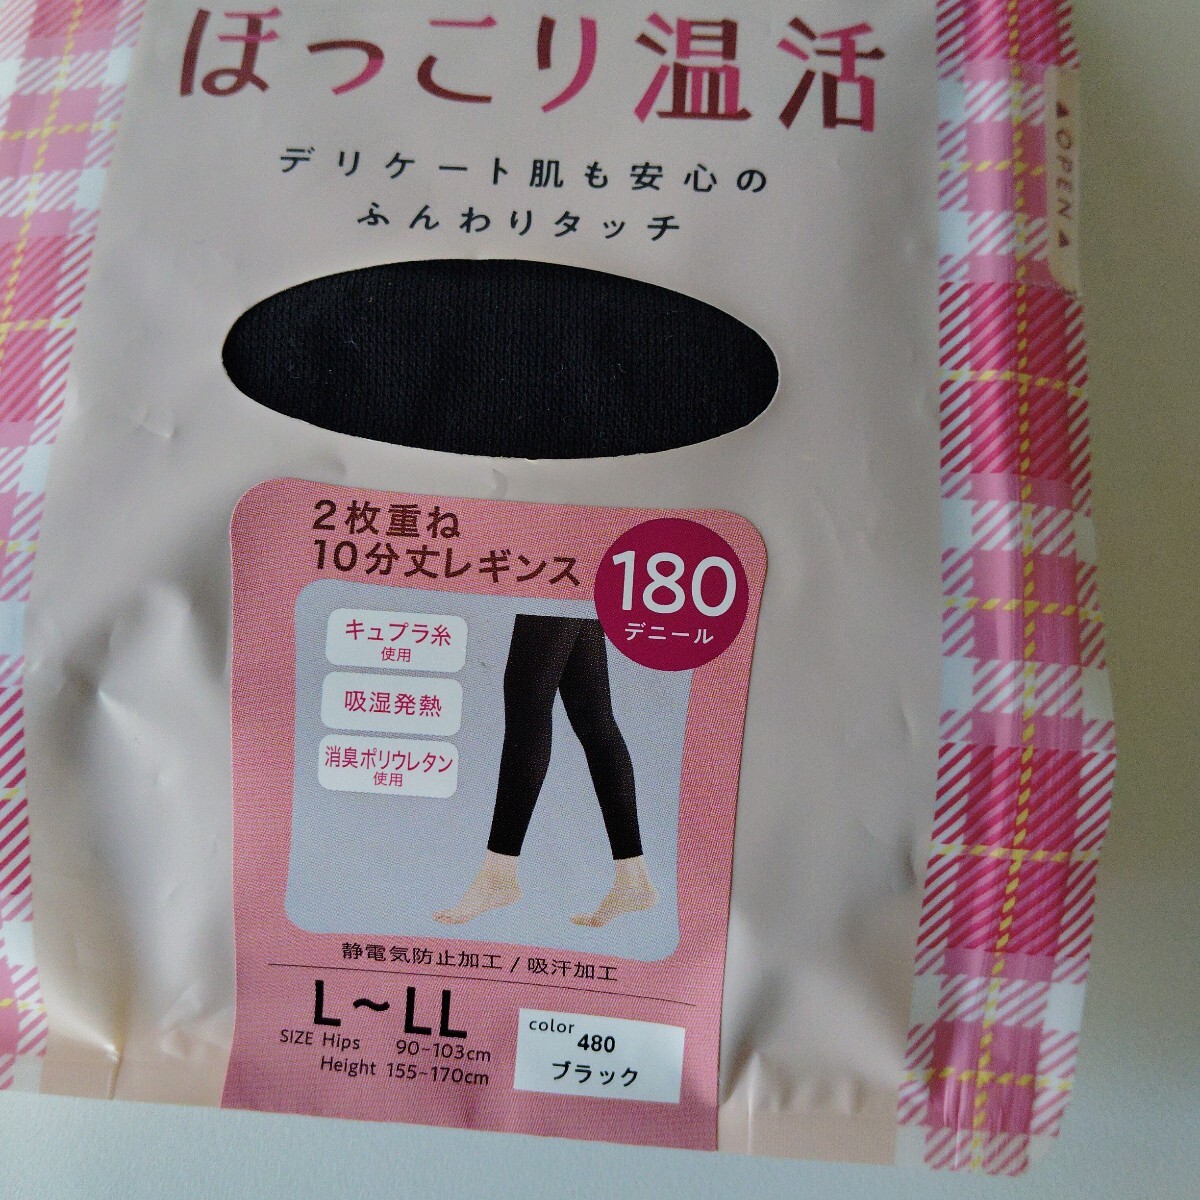 ほっこり温活
デリケート肌も安心の
ふんわりタッチ
▲OPEN▲
2枚重ね
10分丈レギンス
180
デニール
キュプラ糸
使用
吸湿発熱
消臭ポリウレタン
使用
静電気防止加工 / 吸汗加工
L〜LL
SIZE Hips 90-103cm
Height 155-170cm
color
480
ブラック